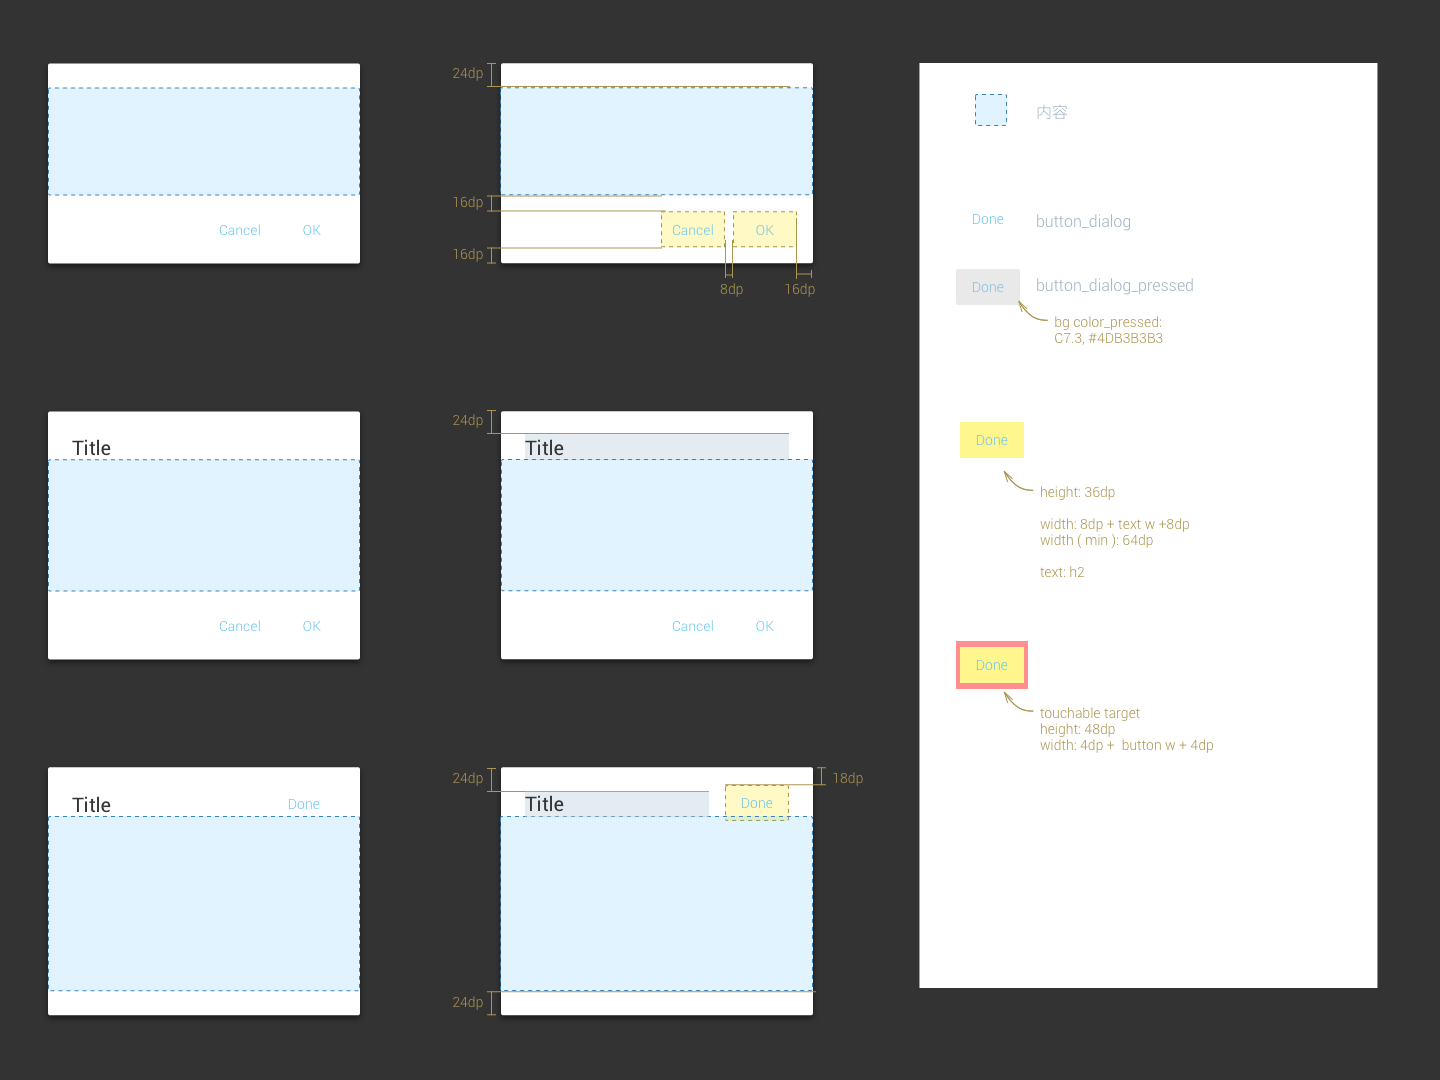 Cancel OK
24dp
16dp
Cancel OK
16dp
8dp 16dp
Title
Cancel OK
24dp
Title
Cancel OK
Title Done
24dp
Title
Done
18dp
24dp
内容
Done button_dialog
Done button_dialog_pressed
bg color_pressed:
C7.3, #4DB3B3B3
Done
height: 36dp
width: 8dp + text w +8dp
width ( min ): 64dp
text: h2
Done
touchable target
height: 48dp
width: 4dp + button w + 4dp